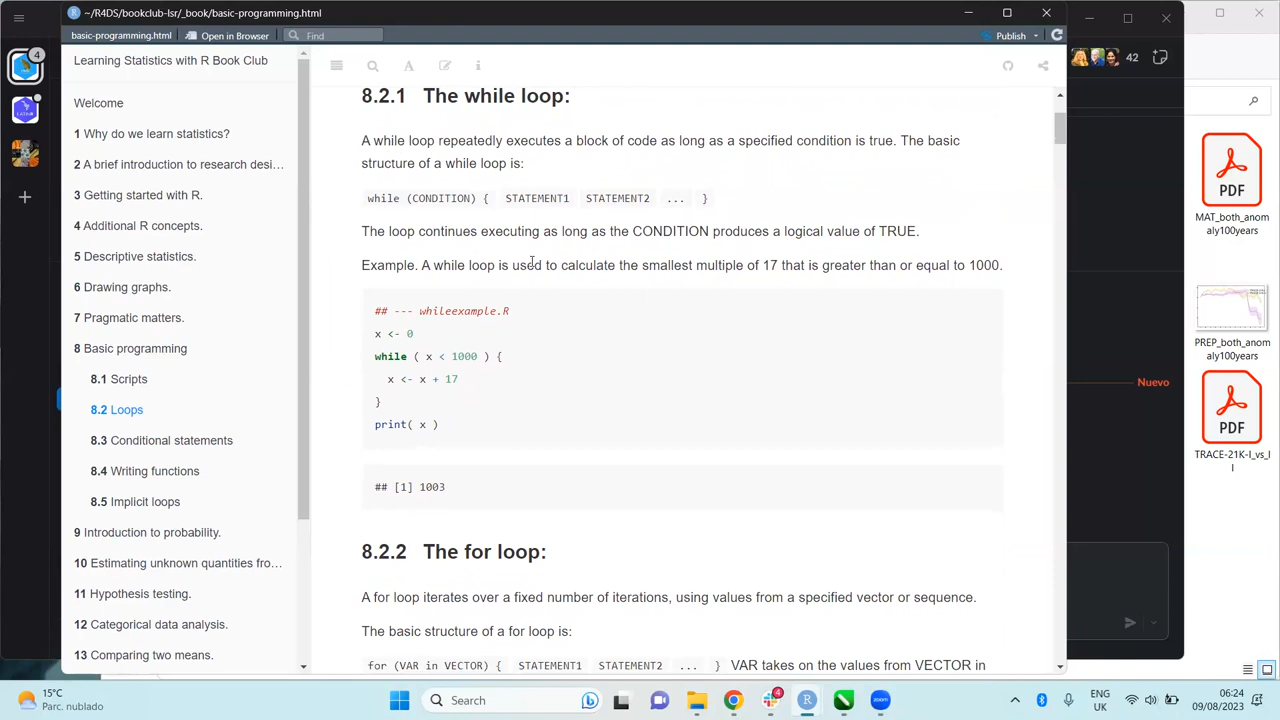 ~/R4DS/bookclub-lsr/_book/basic-programming.html
basic-programming.html
Open in Browser
Find
Publish
4
42
Learning Statistics with R Book Club
Welcome
1 Why do we learn statistics?
2 A brief introduction to research desi…
3 Getting started with R.
4 Additional R concepts.
5 Descriptive statistics.
6 Drawing graphs.
7 Pragmatic matters.
8 Basic programming
8.1 Scripts
8.2 Loops
8.3 Conditional statements
8.4 Writing functions
8.5 Implicit loops
9 Introduction to probability.
10 Estimating unknown quantities fro…
11 Hypothesis testing.
12 Categorical data analysis.
13 Comparing two means.
8.2.1 The while loop:
A while loop repeatedly executes a block of code as long as a specified condition is true. The basic
structure of a while loop is:
while (CONDITION) { STATEMENT1 STATEMENT2 ... }
The loop continues executing as long as the CONDITION produces a logical value of TRUE.
Example. A while loop is used to calculate the smallest multiple of 17 that is greater than or equal to 1000.
## --- whileexample.R
x <- 0
while ( x < 1000 ) {
x <- x + 17
}
print( x )
## [1] 1003
8.2.2 The for loop:
A for loop iterates over a fixed number of iterations, using values from a specified vector or sequence.
The basic structure of a for loop is:
for (VAR in VECTOR) { STATEMENT1 STATEMENT2 ... } VAR takes on the values from VECTOR in
Nuevo
PDF
MAT_both_anom
aly100years
PREP_both_anom
aly100years
PDF
TRACE-21K-I_vs_I
I
15°C
Parc. nublado
Search
4
ENG
UK
06:24
09/08/2023